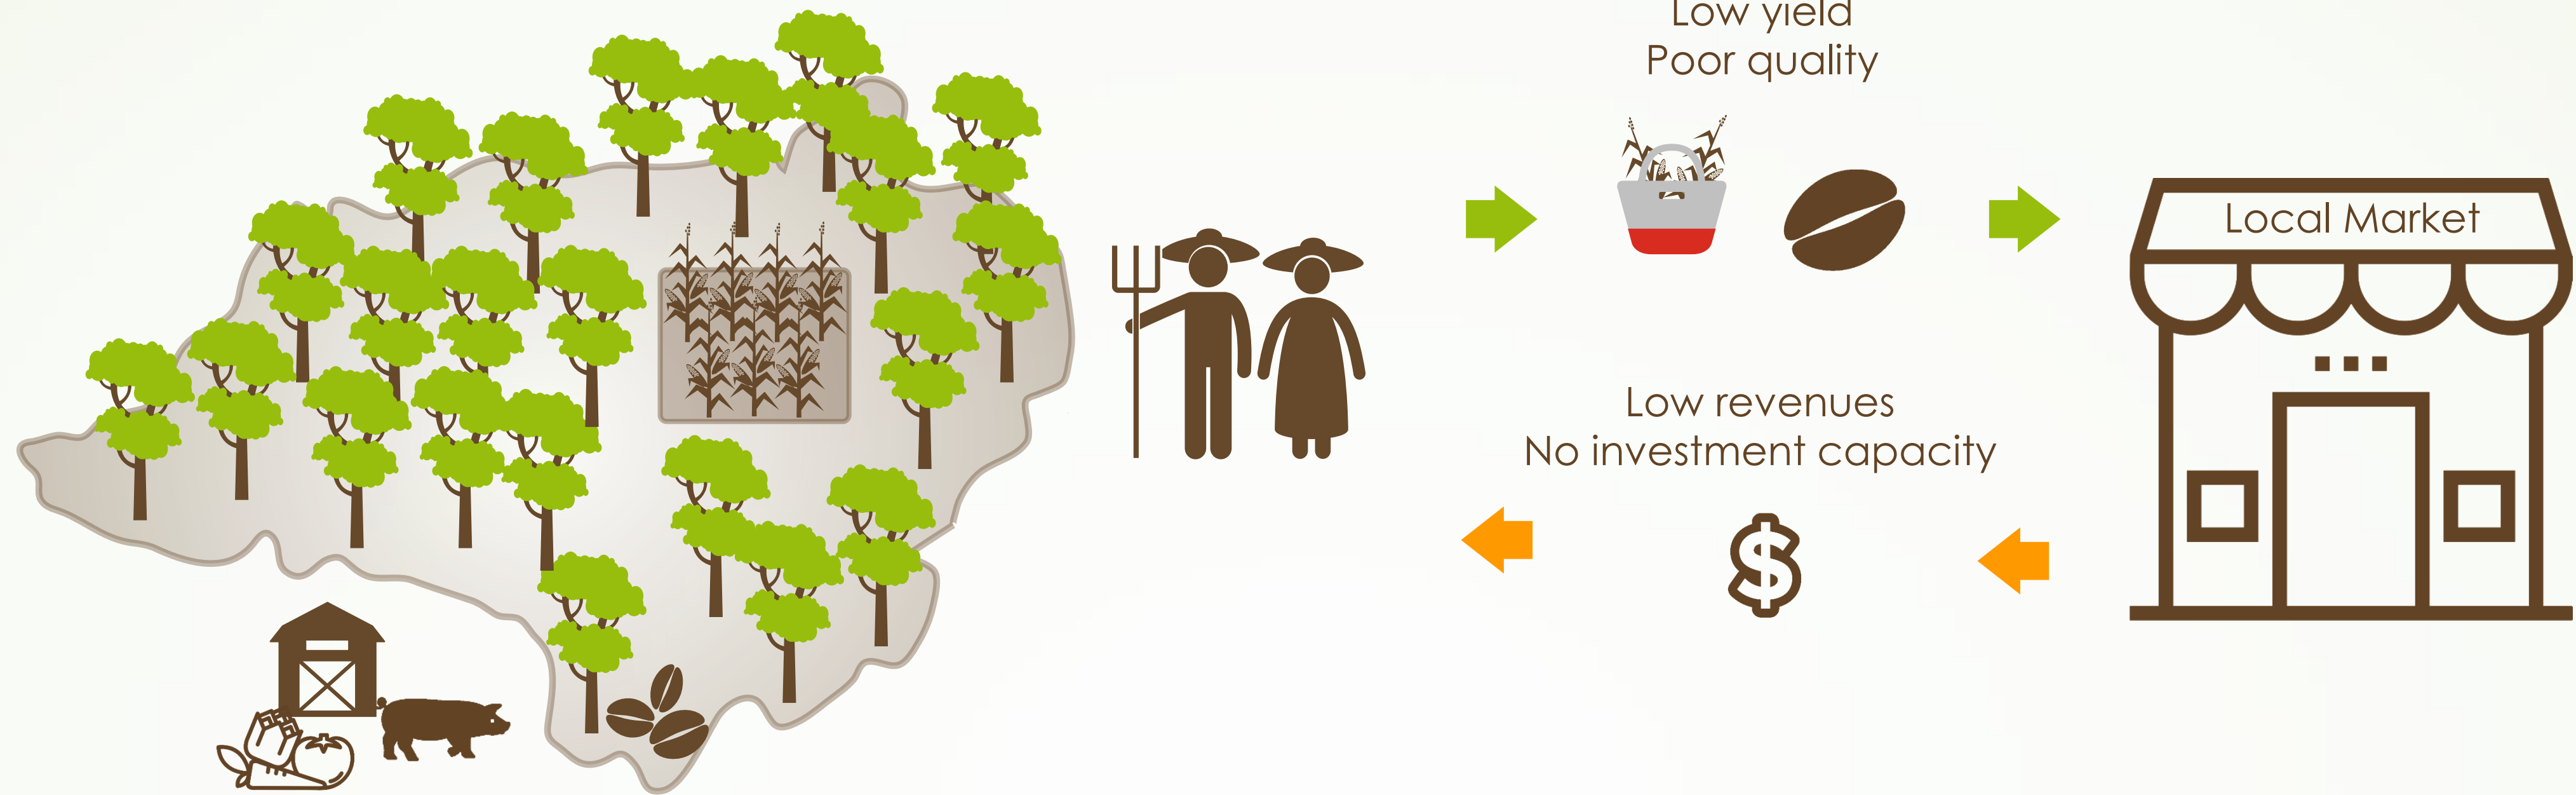 Low yield
Poor quality
Local Market
Low revenues
No investment capacity